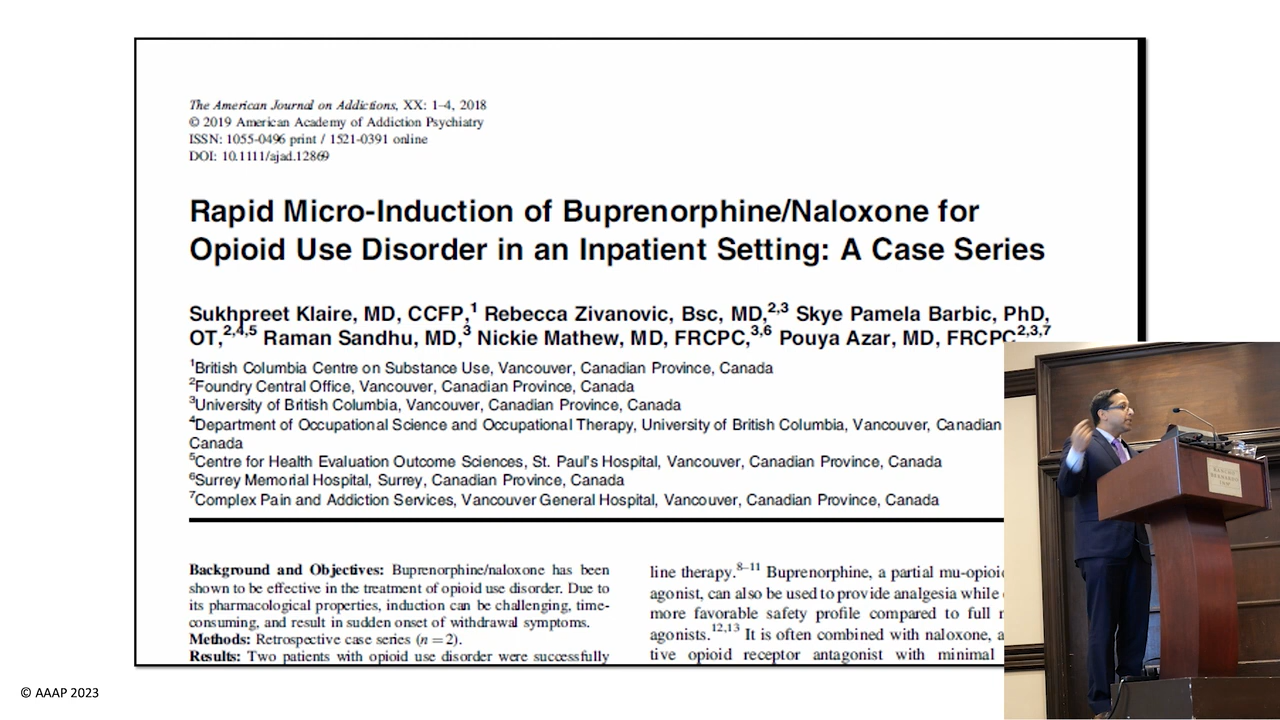 The American Journal on Addictions, XX: 1–4, 2018
© 2019 American Academy of Addiction Psychiatry
ISSN: 1055-0496 print / 1521-0391 online
DOI: 10.1111/ajad.12869
Rapid Micro-Induction of Buprenorphine/Naloxone for
Opioid Use Disorder in an Inpatient Setting: A Case Series
Sukhpreet Klaire, MD, CCFP,¹ Rebecca Zivanovic, Bsc, MD,²,³ Skye Pamela Barbic, PhD,
OT,²,⁴,⁵ Raman Sandhu, MD,³ Nickie Mathew, MD, FRCPC,³,⁶ Pouya Azar, MD, FRCPC²,³,⁷
¹British Columbia Centre on Substance Use, Vancouver, Canadian Province, Canada
²Foundry Central Office, Vancouver, Canadian Province, Canada
³University of British Columbia, Vancouver, Canadian Province, Canada
⁴Department of Occupational Science and Occupational Therapy, University of British Columbia, Vancouver, Canadian
Canada
⁵Centre for Health Evaluation Outcome Sciences, St. Paul's Hospital, Vancouver, Canadian Province, Canada
⁶Surrey Memorial Hospital, Surrey, Canadian Province, Canada
⁷Complex Pain and Addiction Services, Vancouver General Hospital, Vancouver, Canadian Province, Canada
Background and Objectives: Buprenorphine/naloxone has been
shown to be effective in the treatment of opioid use disorder. Due to
its pharmacological properties, induction can be challenging, time-
consuming, and result in sudden onset of withdrawal symptoms.
Methods: Retrospective case series (n = 2).
Results: Two patients with opioid use disorder were successfully
line therapy.⁸–¹¹ Buprenorphine, a partial mu-opioi
agonist, can also be used to provide analgesia while
more favorable safety profile compared to full
agonists.¹²,¹³ It is often combined with naloxone, a
tive opioid receptor antagonist with minimal
© AAAP 2023